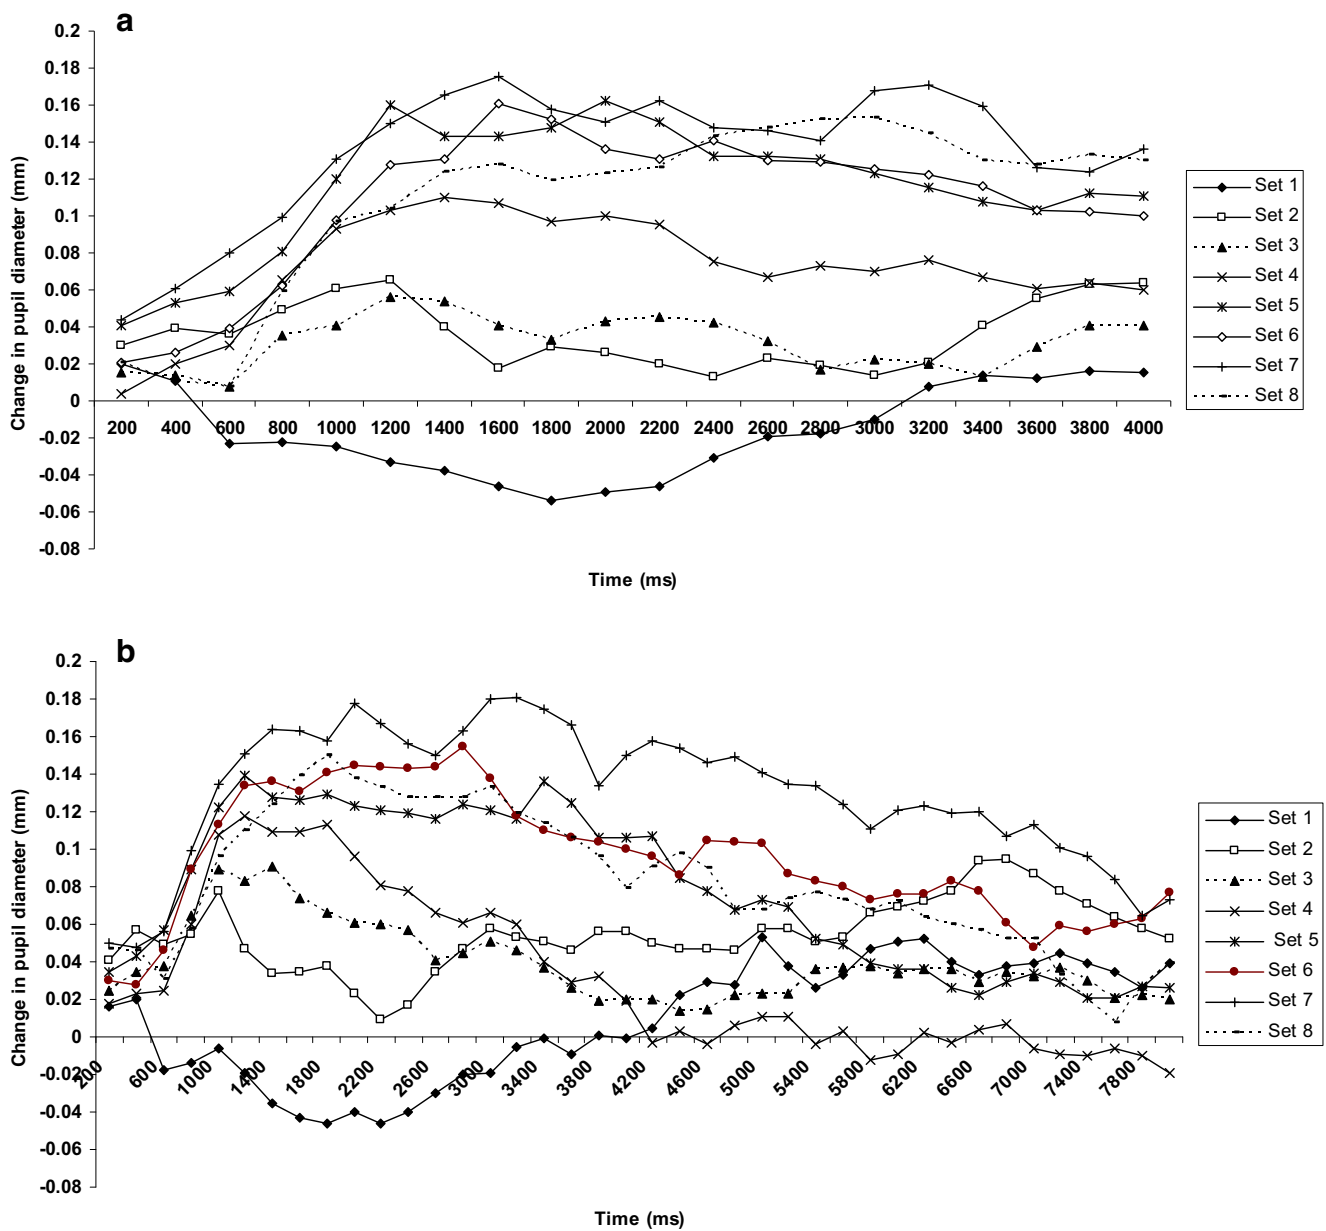 a
0.2
0.18
0.16
0.14
0.12
0.1
0.08
0.06
0.04
0.02
0
-0.02
-0.04
-0.06
-0.08
Change in pupil diameter (mm)
200 400 600 800 1000 1200 1400 1600 1800 2000 2200 2400 2600 2800 3000 3200 3400 3600 3800 4000
Time (ms)
Set 1
Set 2
Set 3
Set 4
Set 5
Set 6
Set 7
Set 8
b
0.2
0.18
0.16
0.14
0.12
0.1
0.08
0.06
0.04
0.02
0
-0.02
-0.04
-0.06
-0.08
Change in pupil diameter (mm)
200 600 1000 1400 1800 2200 2600 3000 3400 3800 4200 4600 5000 5400 5800 6200 6600 7000 7400 7800
Time (ms)
Set 1
Set 2
Set 3
Set 4
Set 5
Set 6
Set 7
Set 8